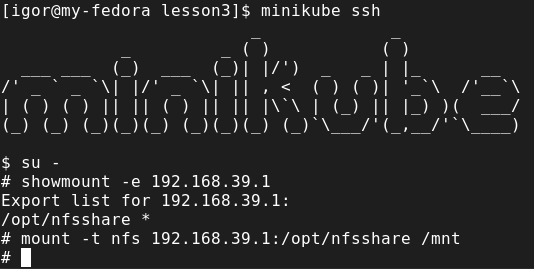 [igor@my-fedora lesson3]$ minikube ssh
minikube
$ su -
# showmount -e 192.168.39.1
Export list for 192.168.39.1:
/opt/nfsshare *
# mount -t nfs 192.168.39.1:/opt/nfsshare /mnt
#